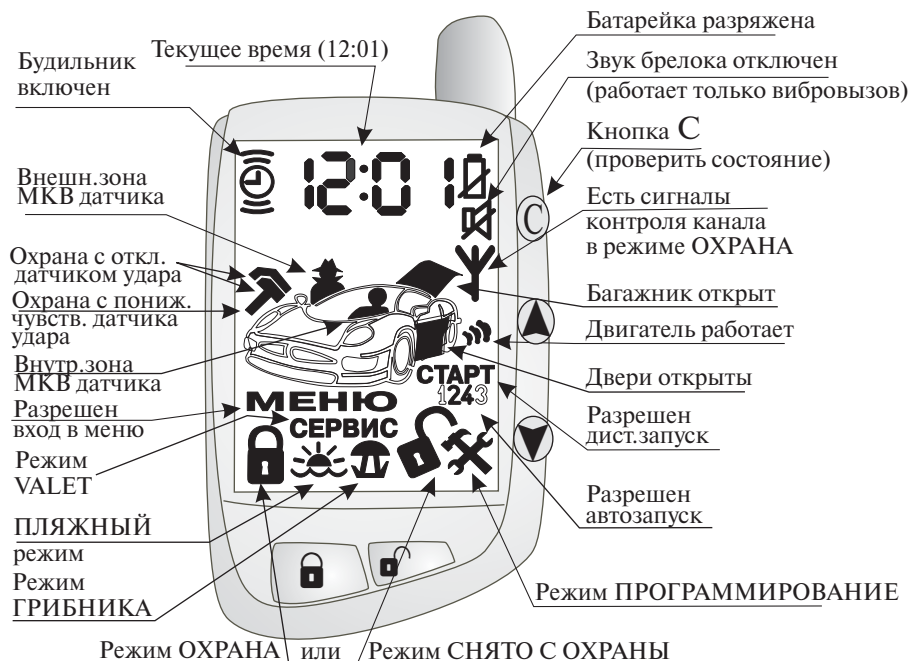 Батарейка разряжена
Текущее время (12:01)
Звук брелока отключен
(работает только вибровызов)
Будильник
включен
Кнопка C
(проверить состояние)
12:01
Внешн.зона
МКВ датчика
Есть сигналы
контроля канала
в режиме ОХРАНА
C
Охрана с откл.
датчиком удара
Охрана с пониж.
чувств. датчика
удара
Багажник открыт
Двигатель работает
Внутр.зона
МКВ датчика
Двери открыты
СТАРТ
1243
МЕНЮ
СЕРВИС
Разрешен
вход в меню
Разрешен
дист.запуск
Режим
VALET
Разрешен
автозапуск
ПЛЯЖНЫЙ
режим
Режим
ГРИБНИКА
Режим ПРОГРАММИРОВАНИЕ
Режим ОХРАНА или Режим СНЯТО С ОХРАНЫ